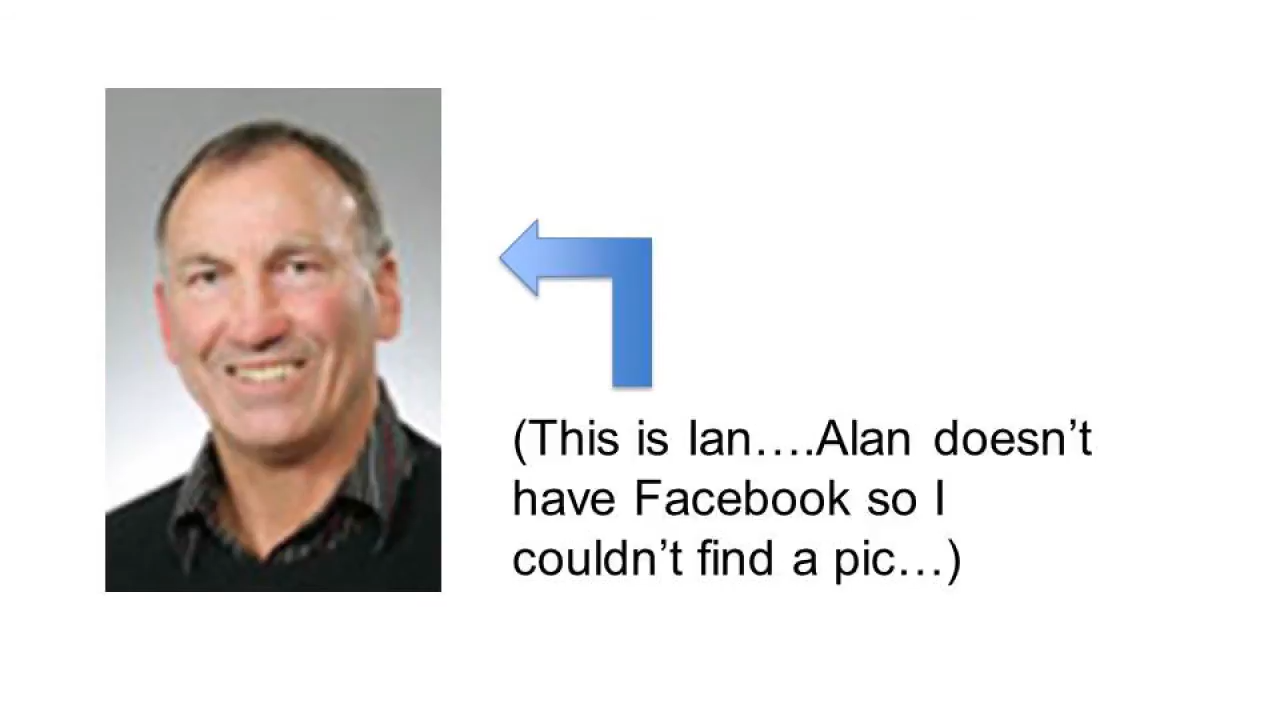 (This is Ian….Alan doesn’t
have Facebook so I
couldn’t find a pic…)